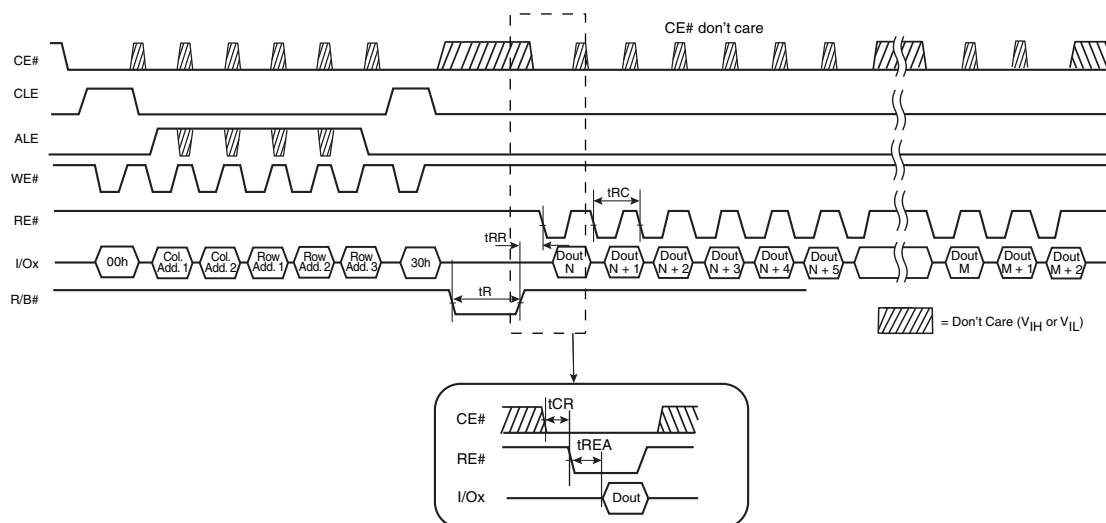 CE# don't care
CE#
CLE
ALE
WE#
RE#
tRC
tRR
I/Ox
00h
Col. Add. 1
Col. Add. 2
Row Add. 1
Row Add. 2
Row Add. 3
30h
Dout N
Dout N + 1
Dout N + 2
Dout N + 3
Dout N + 4
Dout N + 5
Dout M
Dout M + 1
Dout M + 2
R/B#
tR
= Don't Care (VIH or VIL)
CE#
tCR
RE#
tREA
I/Ox
Dout